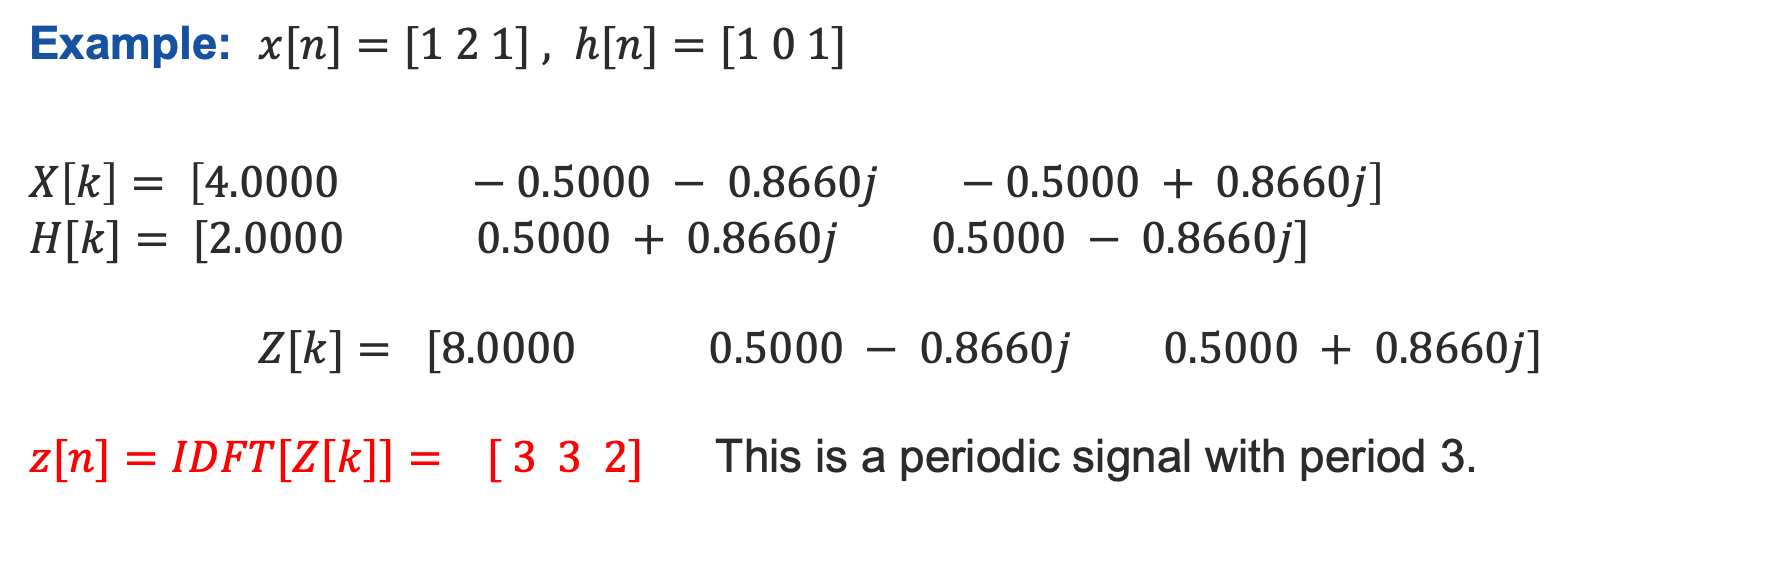 Example: x[n] = [1 2 1] , h[n] = [1 0 1]
X[k] = [4.0000 − 0.5000 − 0.8660j − 0.5000 + 0.8660j]
H[k] = [2.0000 0.5000 + 0.8660j 0.5000 − 0.8660j]
Z[k] = [8.0000 0.5000 − 0.8660j 0.5000 + 0.8660j]
z[n] = IDFT[Z[k]] = [ 3 3 2] This is a periodic signal with period 3.